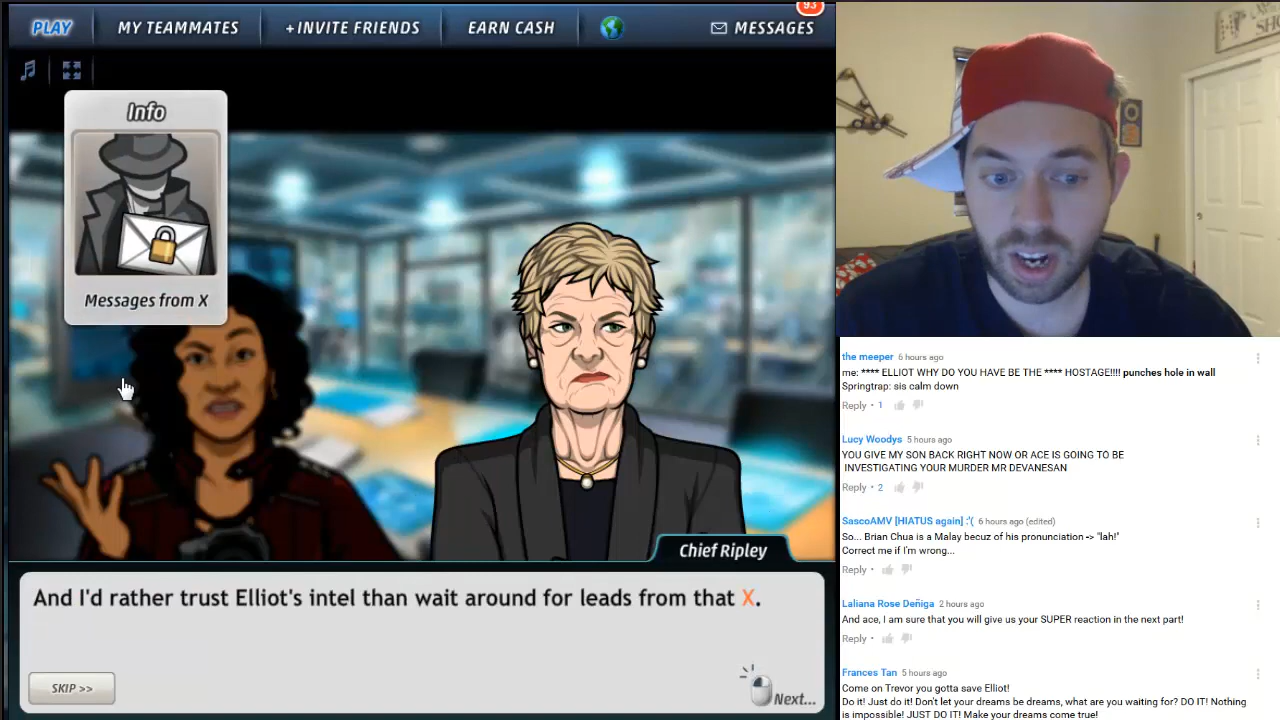 PLAY
MY TEAMMATES
+INVITE FRIENDS
EARN CASH
MESSAGES
93
Info
Messages from X
Chief Ripley
And I'd rather trust Elliot's intel than wait around for leads from that X.
SKIP >>
Next...
the meeper 6 hours ago
me: **** ELLIOT WHY DO YOU HAVE BE THE **** HOSTAGE!!!! punches hole in wall
Springtrap: sis calm down
Reply · 1
Lucy Woodys 5 hours ago
YOU GIVE MY SON BACK RIGHT NOW OR ACE IS GOING TO BE
INVESTIGATING YOUR MURDER MR DEVANESAN
Reply · 2
SascoAMV [HIATUS again] :'( 6 hours ago (edited)
So... Brian Chua is a Malay becuz of his pronunciation -> "lah!"
Correct me if I'm wrong...
Reply
Laliana Rose Deñiga 2 hours ago
And ace, I am sure that you will give us your SUPER reaction in the next part!
Reply
Frances Tan 5 hours ago
Come on Trevor you gotta save Elliot!
Do it! Just do it! Don't let your dreams be dreams, what are you waiting for? DO IT! Nothing
is impossible! JUST DO IT! Make your dreams come true!